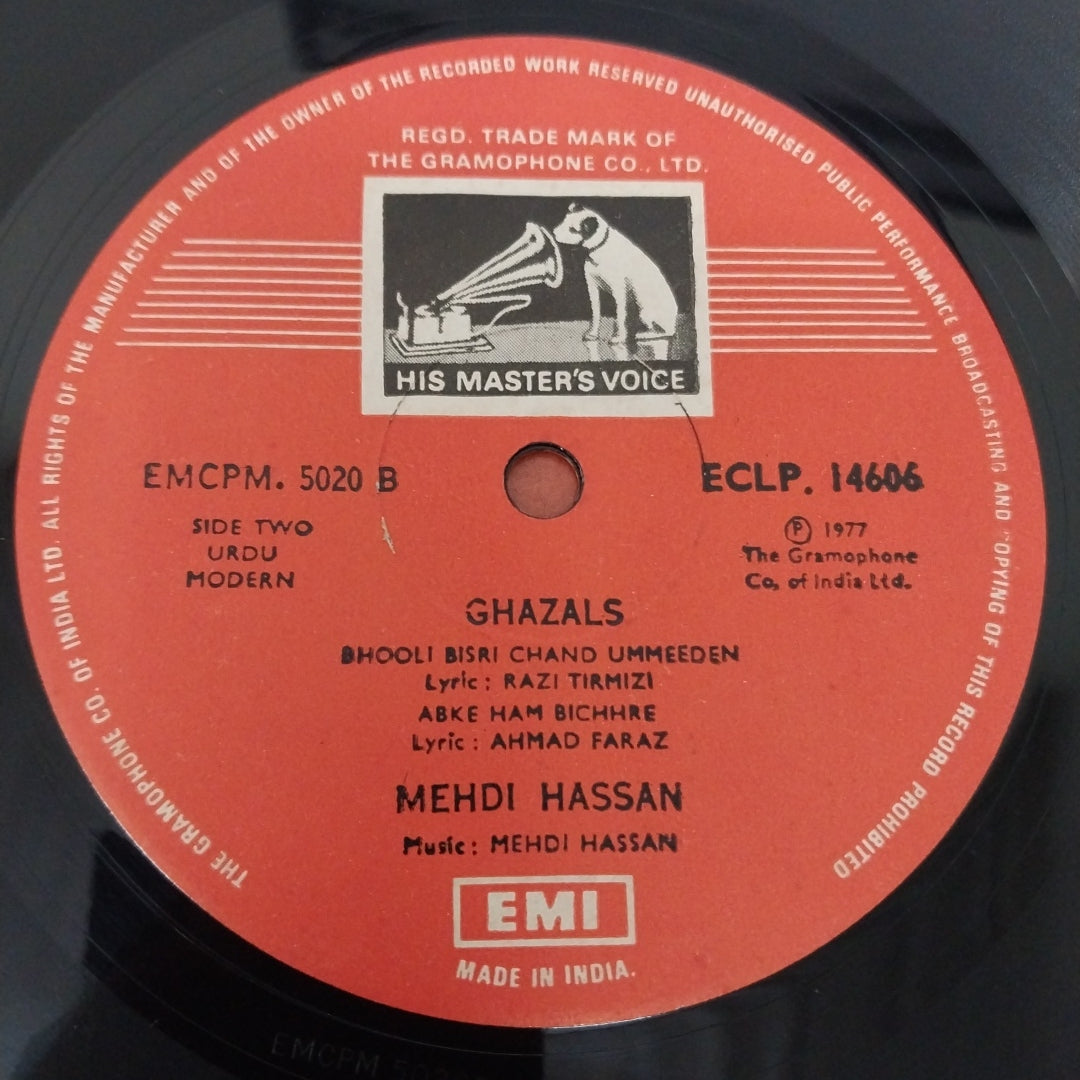 THE GRAMOPHONE CO. OF INDIA LTD. ALL RIGHTS OF THE MANUFACTURER AND OF THE OWNER OF THE RECORDED WORK RESERVED UNAUTHORISED PUBLIC PERFORMANCE BROADCASTING AND COPYING OF THIS RECORD PROHIBITED
REGD. TRADE MARK OF
THE GRAMOPHONE CO., LTD.
HIS MASTER'S VOICE
EMCPM. 5020 B
ECLP. 14606
SIDE TWO
URDU
MODERN
Ⓟ 1977
The Gramophone
Co, of India Ltd.
GHAZALS
BHOOLI BISRI CHAND UMMEEDEN
Lyric : RAZI TIRMIZI
ABKE HAM BICHHRE
Lyric : AHMAD FARAZ
MEHDI HASSAN
Music : MEHDI HASSAN
EMI
MADE IN INDIA.
EMCPM